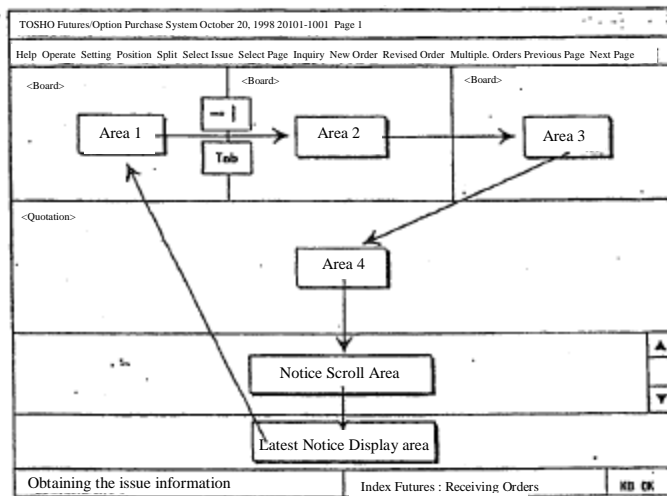 TOSHO Futures/Option Purchase System October 20, 1998 20101-1001 Page 1
Help Operate Setting Position Split Select Issue Select Page Inquiry New Order Revised Order Multiple. Orders Previous Page Next Page
<Board> <Board> <Board>
Area 1 Area 2 Area 3
Tab
<Quotation>
Area 4
Notice Scroll Area
Latest Notice Display area
Obtaining the issue information Index Futures : Receiving Orders